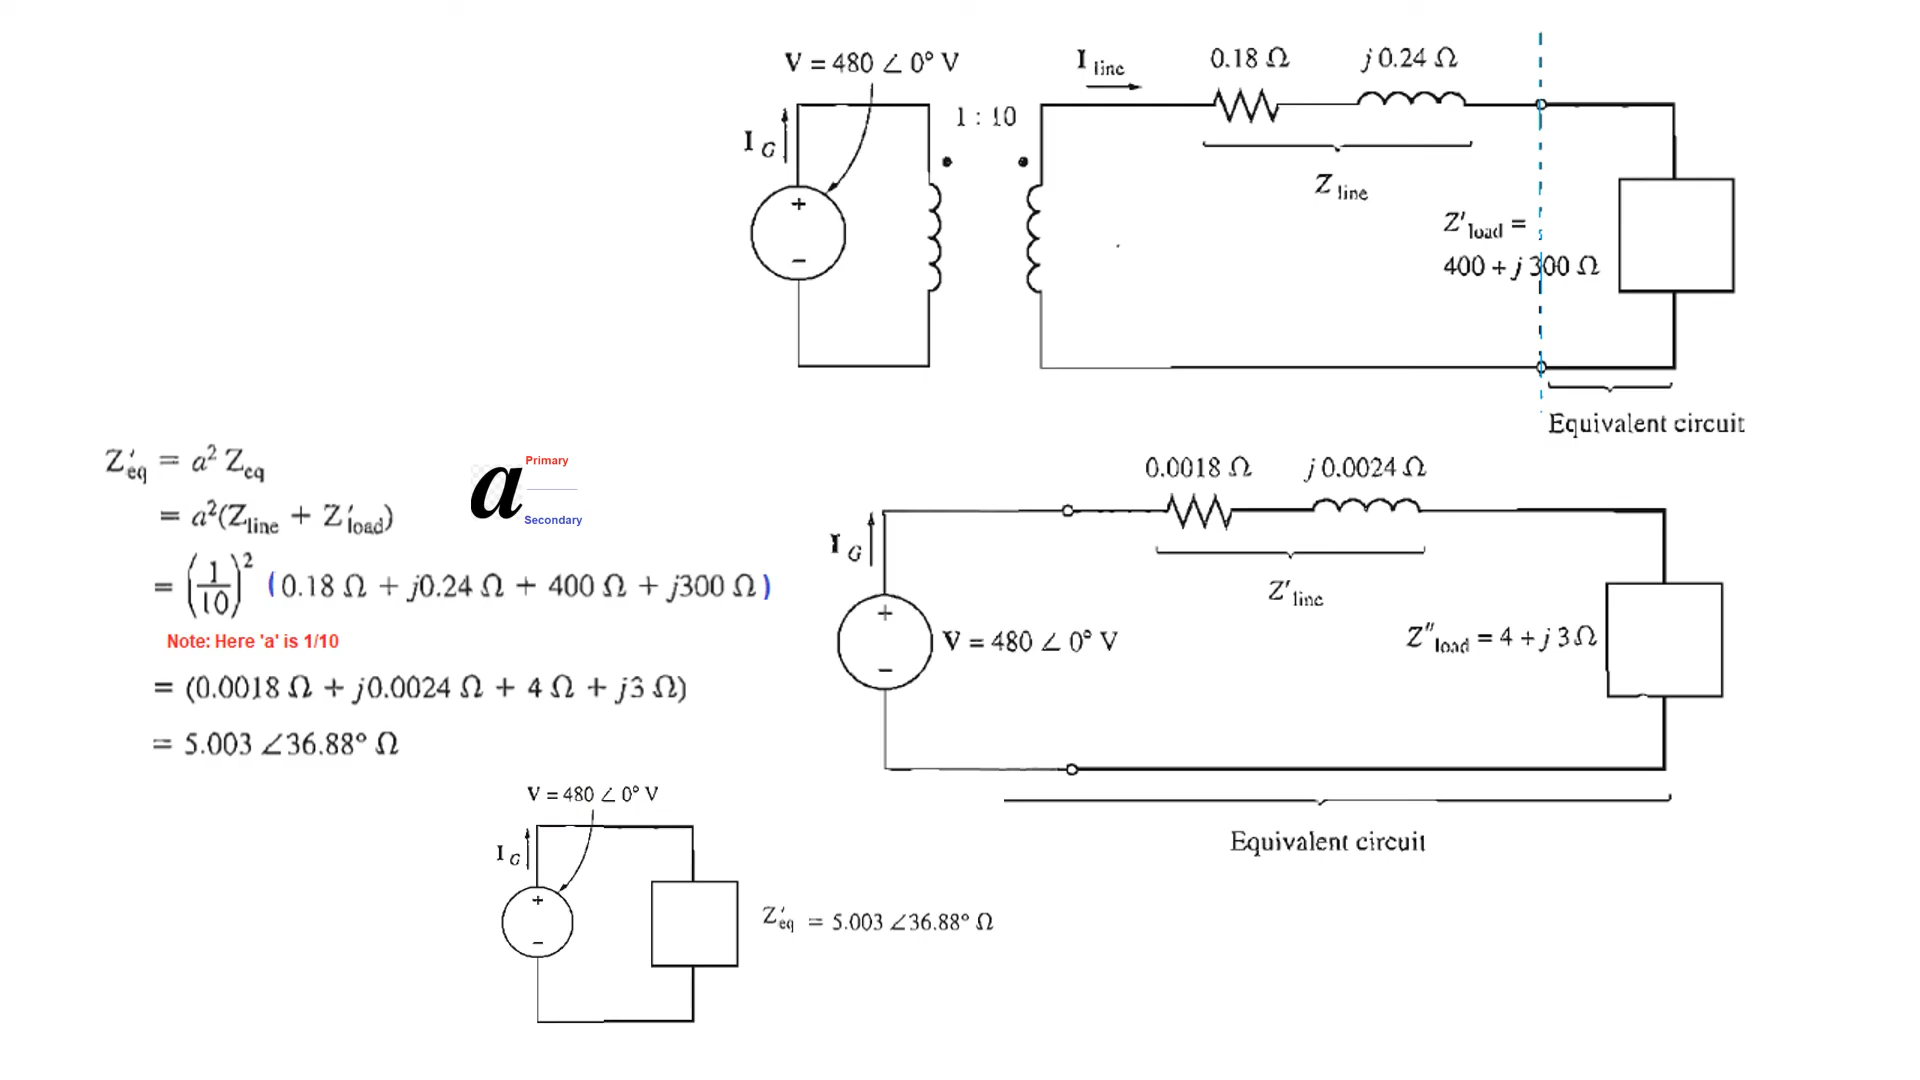 V = 480 ∠ 0° V
I line
0.18 Ω
j 0.24 Ω
1 : 10
I G
+
−
Z line
Z′load =
400 + j 300 Ω
Equivalent circuit
Z′eq = a² Zeq
= a²(Zline + Z′load)
= (1/10)² (0.18 Ω + j0.24 Ω + 400 Ω + j300 Ω)
Note: Here 'a' is 1/10
= (0.0018 Ω + j0.0024 Ω + 4 Ω + j3 Ω)
= 5.003 ∠36.88° Ω
a
Primary
Secondary
0.0018 Ω
j 0.0024 Ω
I G
Z′line
+
−
V = 480 ∠ 0° V
Z″load = 4 + j 3 Ω
Equivalent circuit
V = 480 ∠ 0° V
I G
+
−
Z′eq = 5.003 ∠36.88° Ω